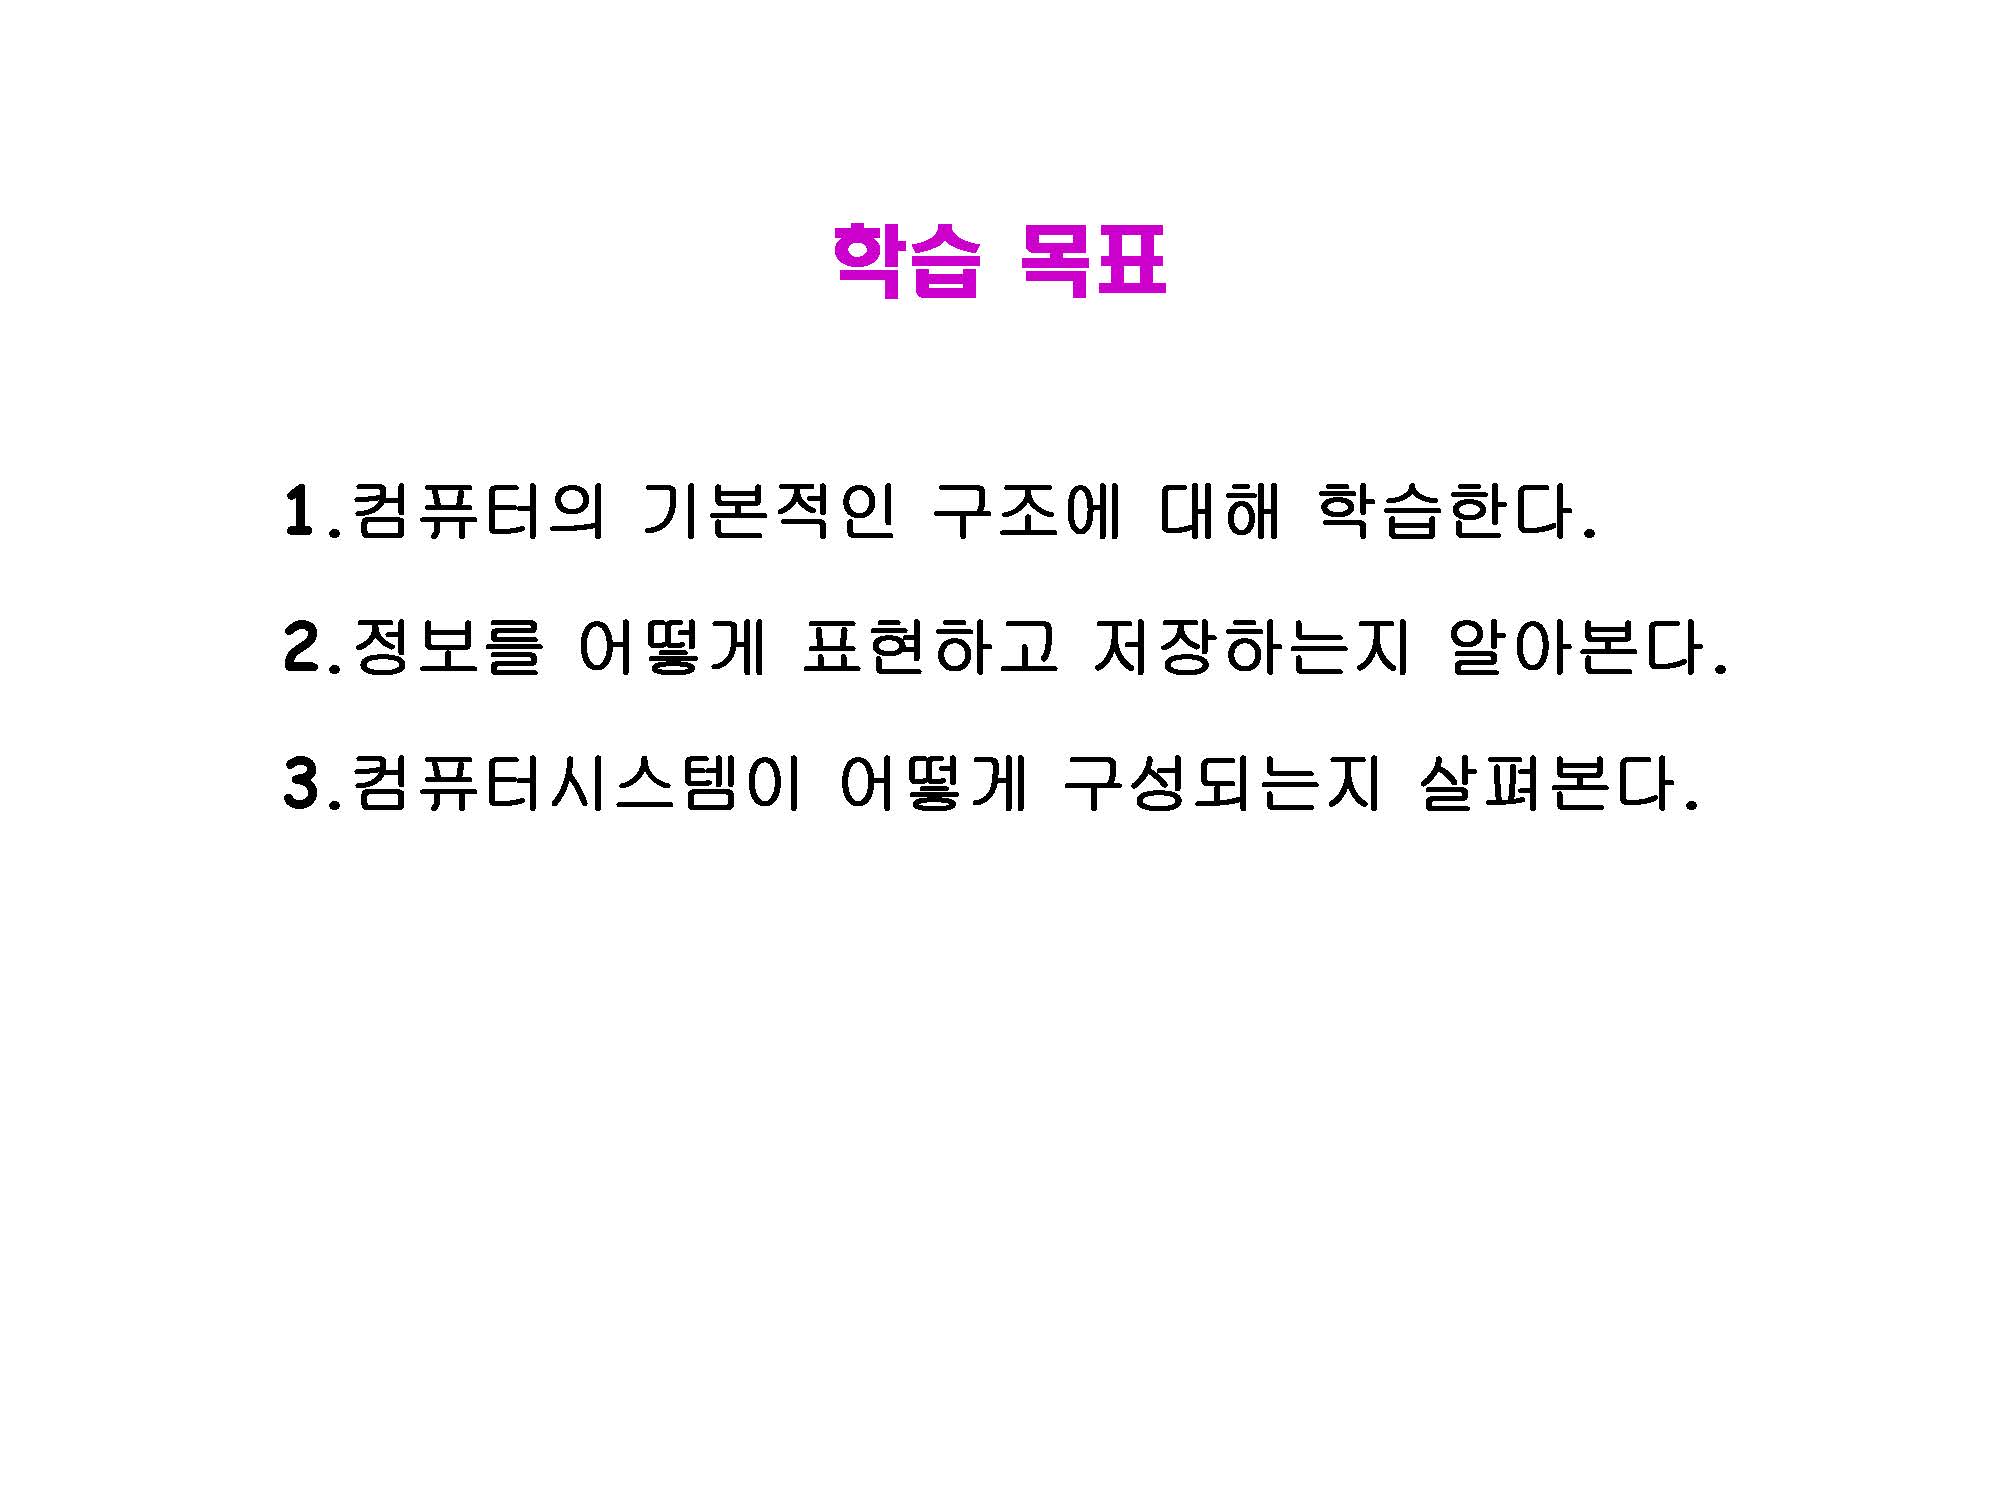 학습 목표
1.컴퓨터의 기본적인 구조에 대해 학습한다.
2.정보를 어떻게 표현하고 저장하는지 알아본다.
3.컴퓨터시스템이 어떻게 구성되는지 살펴본다.